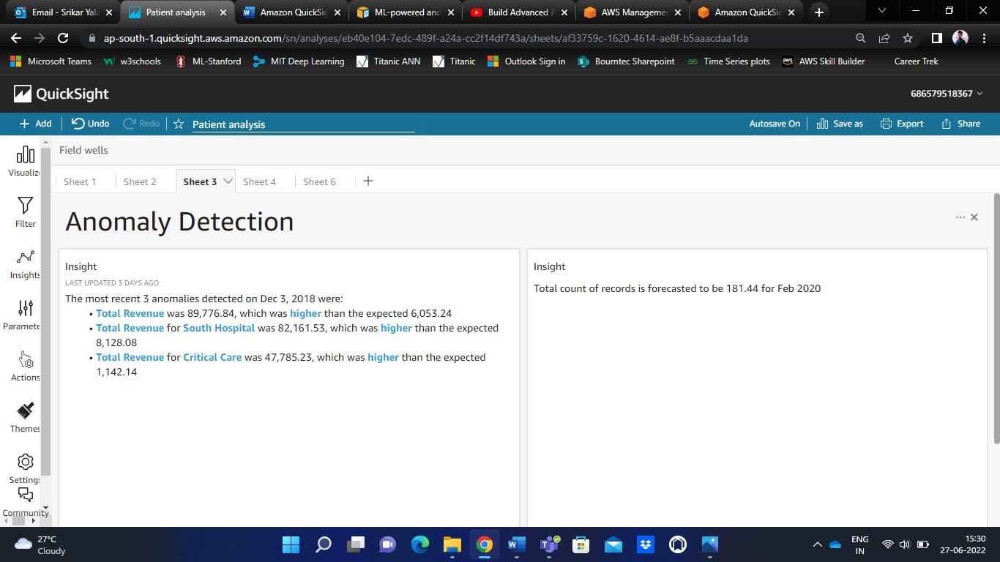 Email - Srikar Yala
Patient analysis
Amazon QuickSig
ML-powered ano
Build Advanced A
AWS Managemen
Amazon QuickSig
ap-south-1.quicksight.aws.amazon.com/sn/analyses/eb40e104-7edc-489f-a24a-cc2f14df743a/sheets/af33759c-1620-4614-ae8f-b5aaacdaa1da
Microsoft Teams
w3schools
ML-Stanford
MIT Deep Learning
Titanic ANN
Titanic
Outlook Sign in
Bourntec Sharepoint
Time Series plots
AWS Skill Builder
Career Trek
QuickSight
686579518367
Add
Undo
Redo
Patient analysis
Autosave On
Save as
Export
Share
Visualiz
Filter
Insights
Paramete
Actions
Themes
Settings
Community
Field wells
Sheet 1
Sheet 2
Sheet 3
Sheet 4
Sheet 6
Anomaly Detection
Insight
LAST UPDATED 3 DAYS AGO
The most recent 3 anomalies detected on Dec 3, 2018 were:
• Total Revenue was 89,776.84, which was higher than the expected 6,053.24
• Total Revenue for South Hospital was 82,161.53, which was higher than the expected
8,128.08
• Total Revenue for Critical Care was 47,785.23, which was higher than the expected
1,142.14
Insight
Total count of records is forecasted to be 181.44 for Feb 2020
27°C
Cloudy
ENG
IN
15:30
27-06-2022